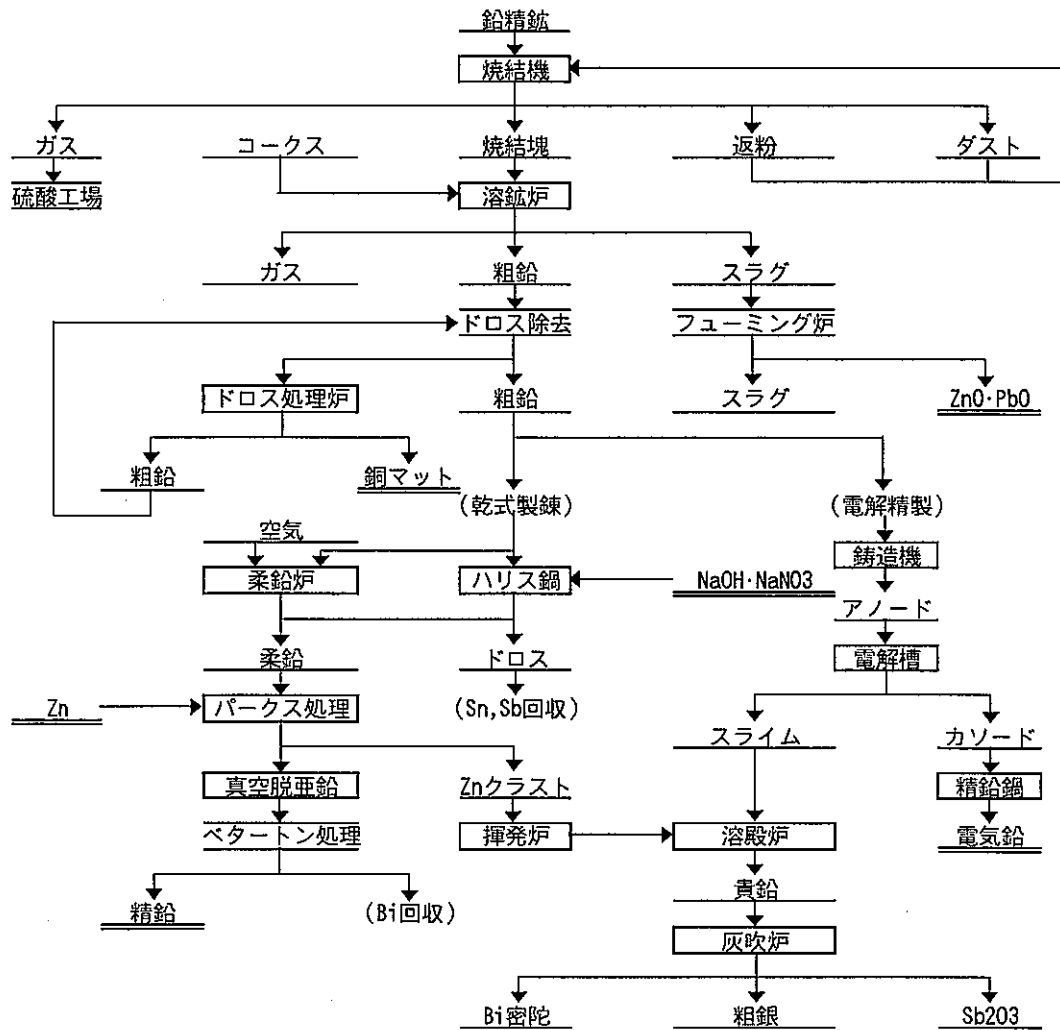 鉛精鉱
焼結機
ガス
コークス
焼結塊
返粉
ダスト
硫酸工場
溶鉱炉
ガス
粗鉛
スラグ
ドロス除去
フューミング炉
ドロス処理炉
粗鉛
スラグ
ZnO·PbO
粗鉛
銅マット
(乾式製錬)
(電解精製)
空気
鋳造機
柔鉛炉
ハリス鍋
NaOH·NaNO3
アノード
柔鉛
ドロス
電解槽
Zn
パークス処理
(Sn,Sb回収)
スライム
カソード
真空脱亜鉛
Znクラスト
精鉛鍋
ベタートン処理
揮発炉
溶殿炉
電気鉛
貴鉛
精鉛
(Bi回収)
灰吹炉
Bi密陀
粗銀
Sb2O3